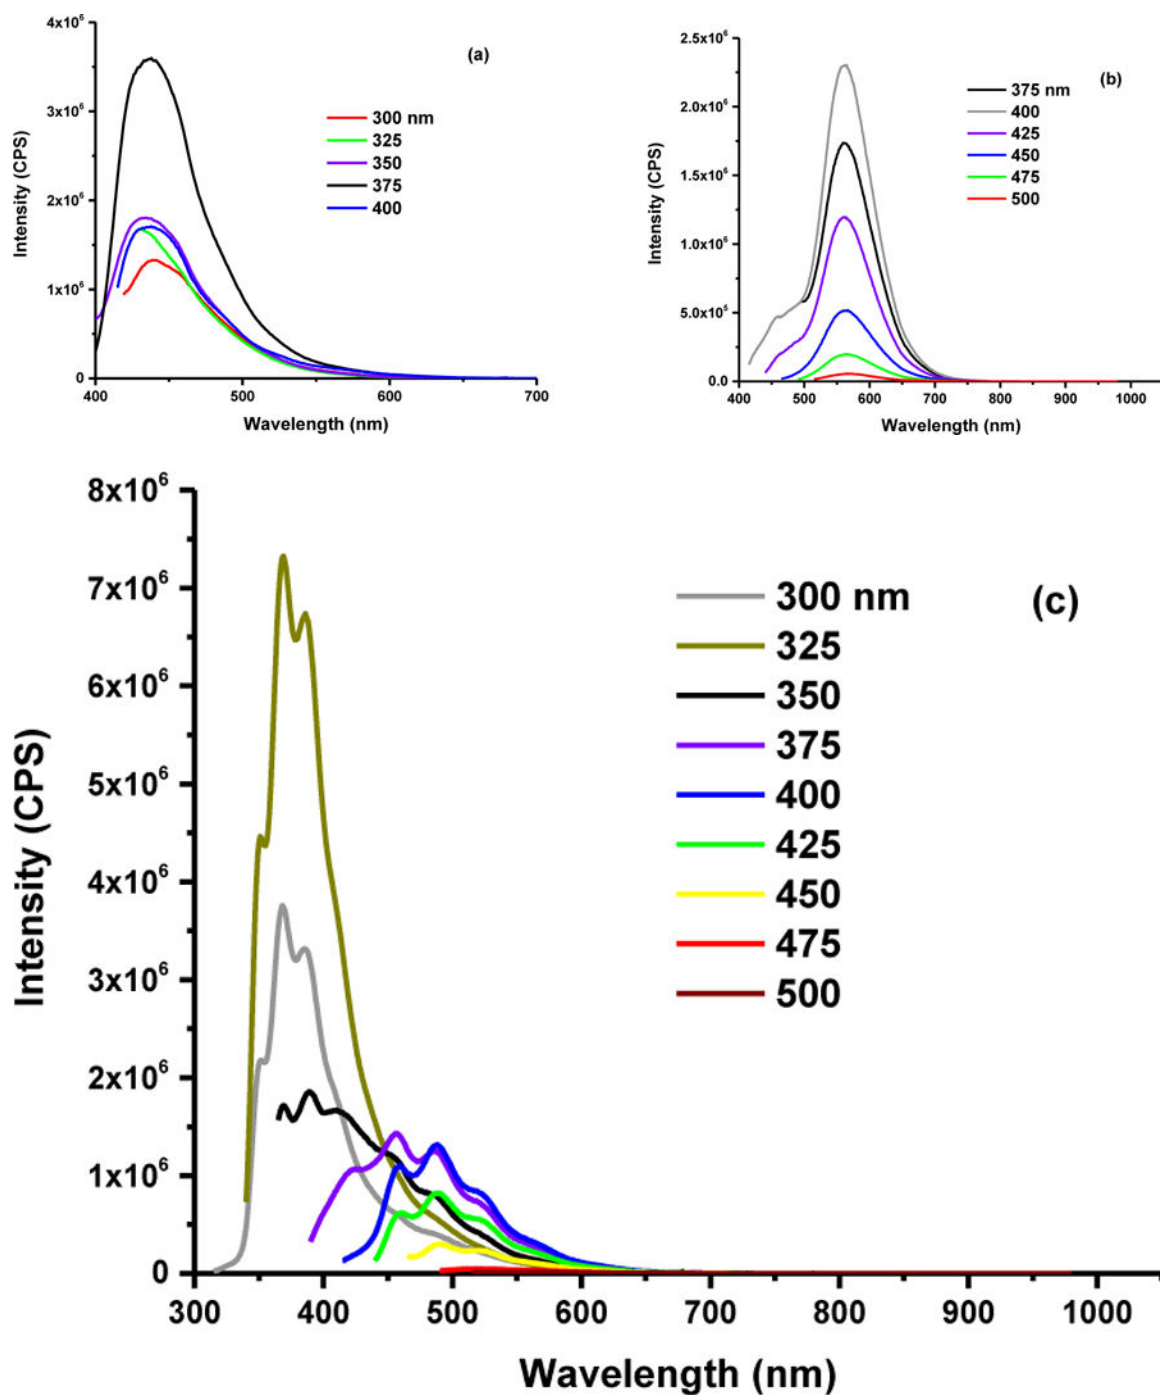 (a)
4x10⁶
3x10⁶
2x10⁶
1x10⁶
0
Intensity (CPS)
300 nm
325
350
375
400
400 500 600 700
Wavelength (nm)
(b)
2.5x10⁶
2.0x10⁶
1.5x10⁶
1.0x10⁶
5.0x10⁵
0.0
Intensity (CPS)
375 nm
400
425
450
475
500
400 500 600 700 800 900 1000
Wavelength (nm)
(c)
8x10⁶
7x10⁶
6x10⁶
5x10⁶
4x10⁶
3x10⁶
2x10⁶
1x10⁶
0
Intensity (CPS)
300 nm
325
350
375
400
425
450
475
500
300 400 500 600 700 800 900 1000
Wavelength (nm)